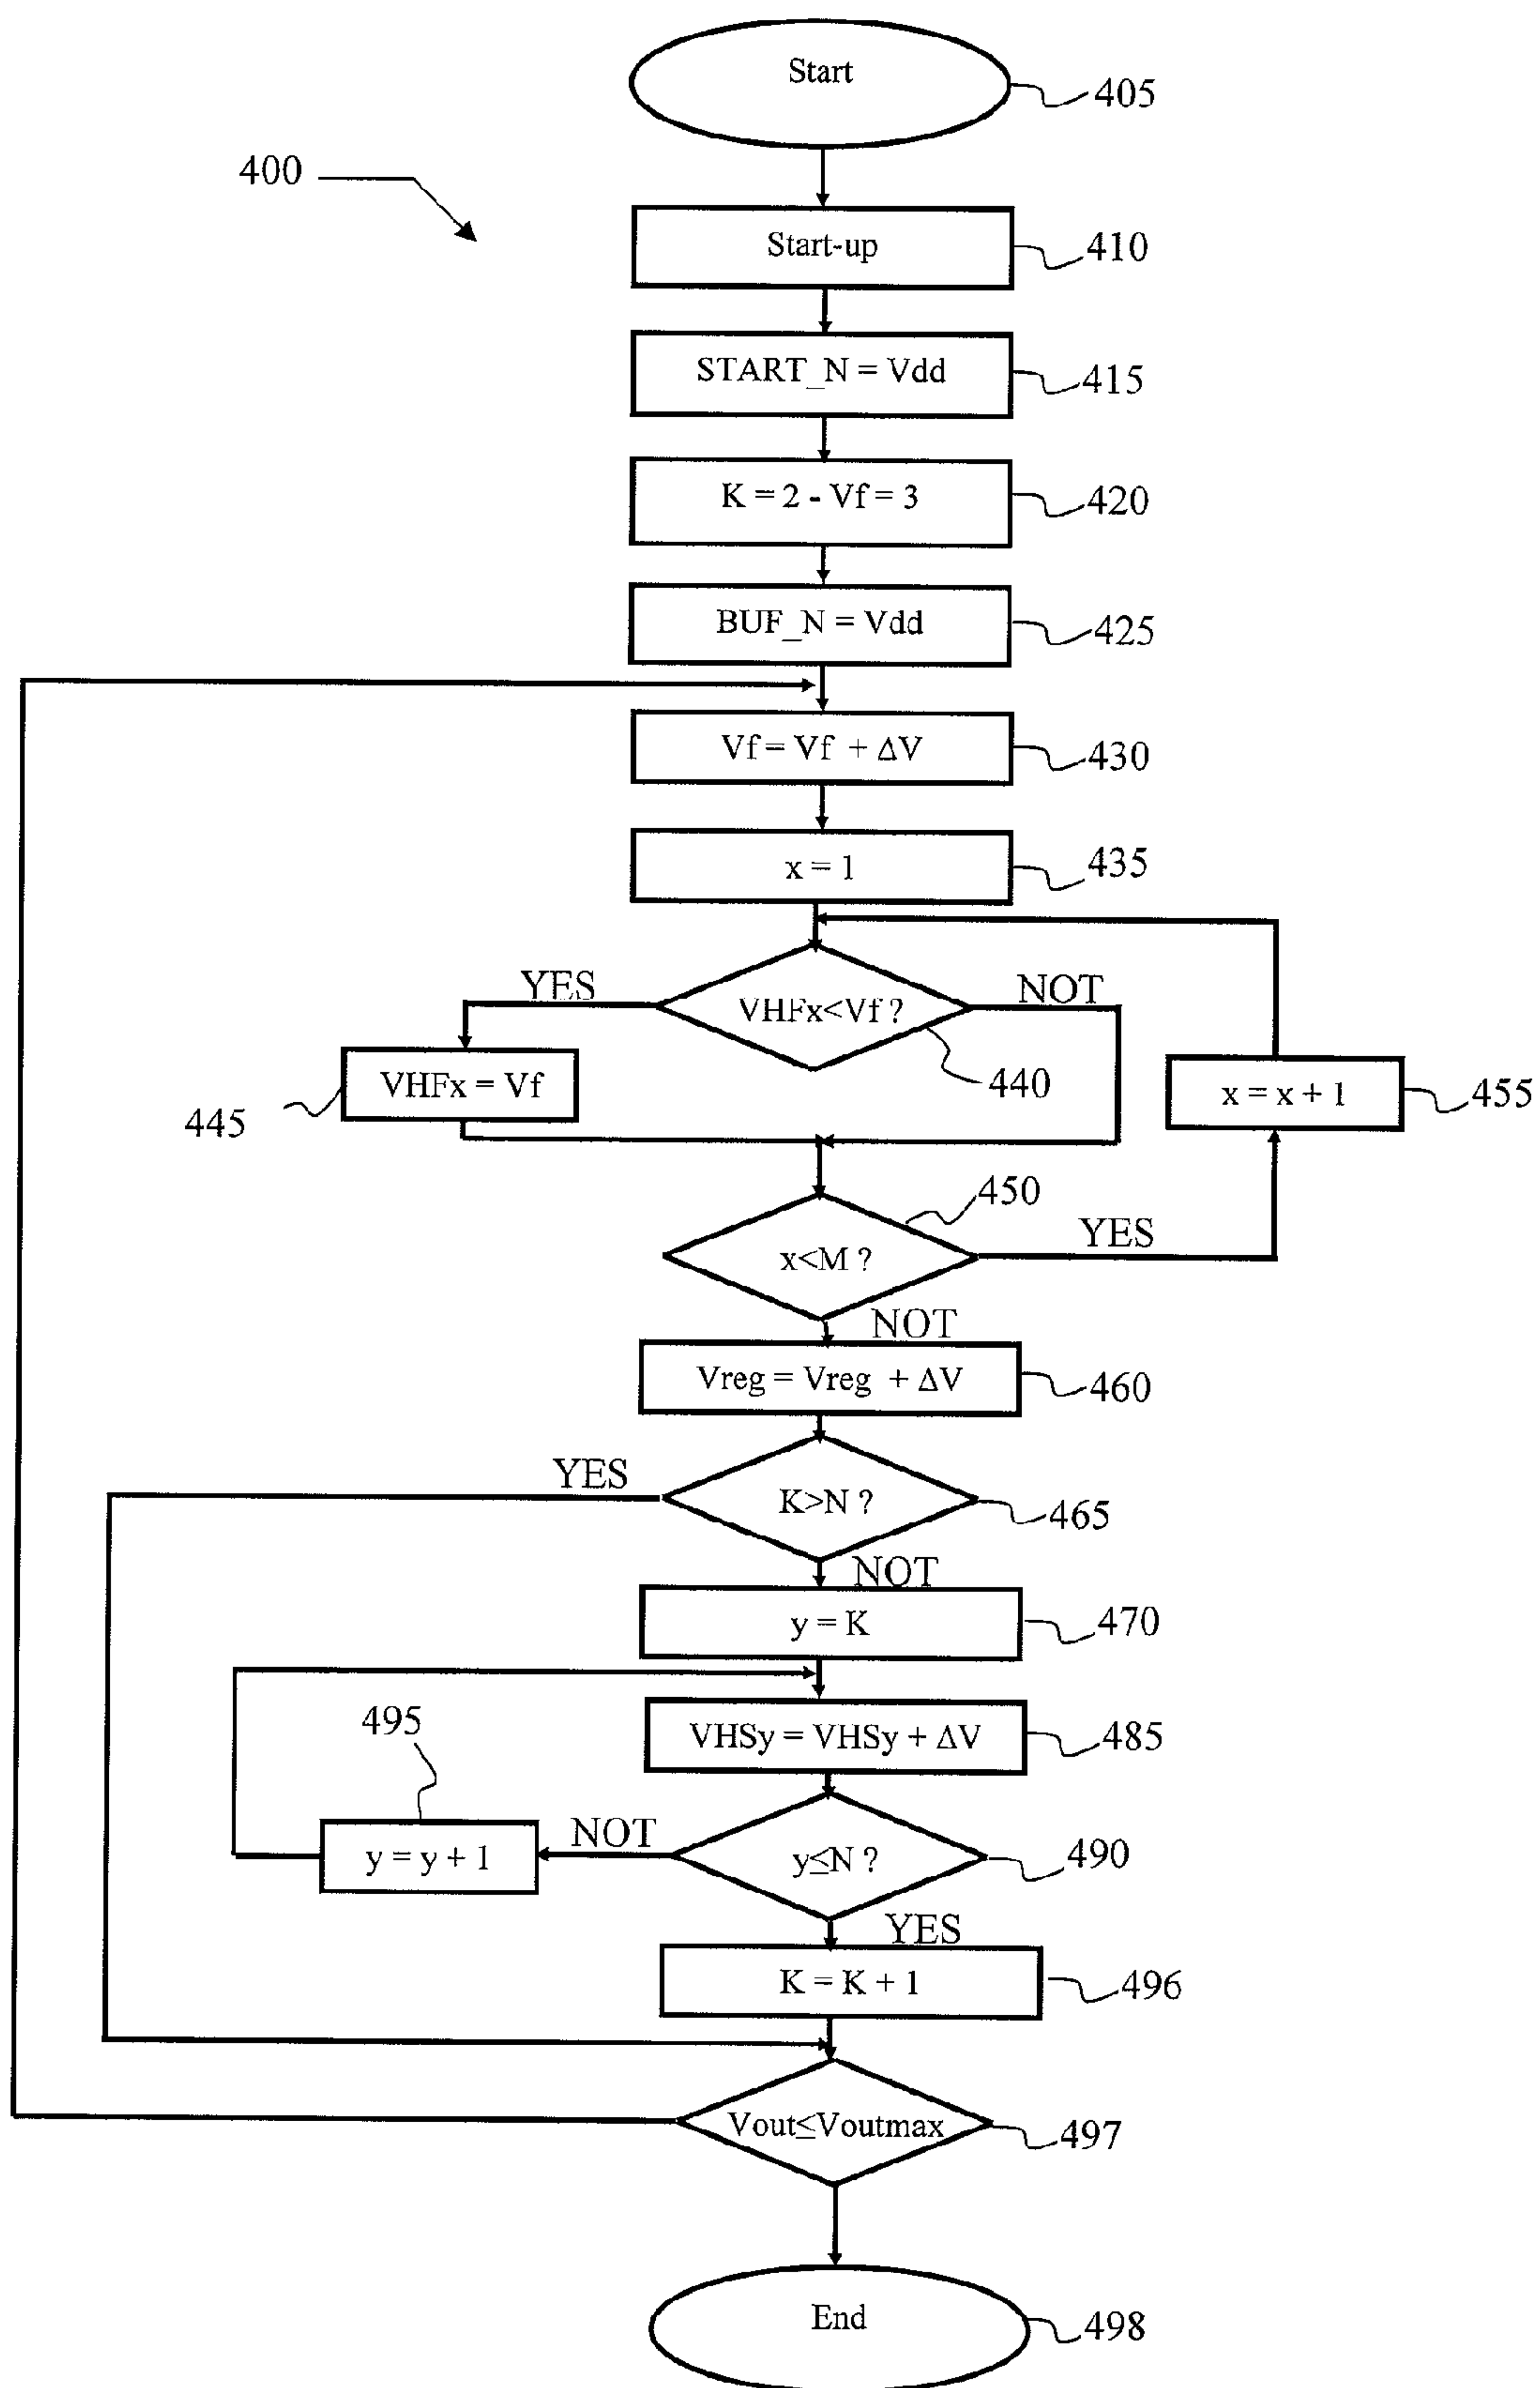 Start
405
400
Start-up
410
START_N = Vdd
415
K = 2 - Vf = 3
420
BUF_N = Vdd
425
Vf = Vf + ΔV
430
x = 1
435
YES
VHFx<Vf ?
NOT
440
VHFx = Vf
445
x = x + 1
455
450
x<M ?
YES
NOT
Vreg = Vreg + ΔV
460
YES
K>N ?
465
NOT
y = K
470
VHSy = VHSy + ΔV
485
495
y = y + 1
NOT
y≤N ?
490
YES
K = K + 1
496
Vout≤Voutmax
497
End
498